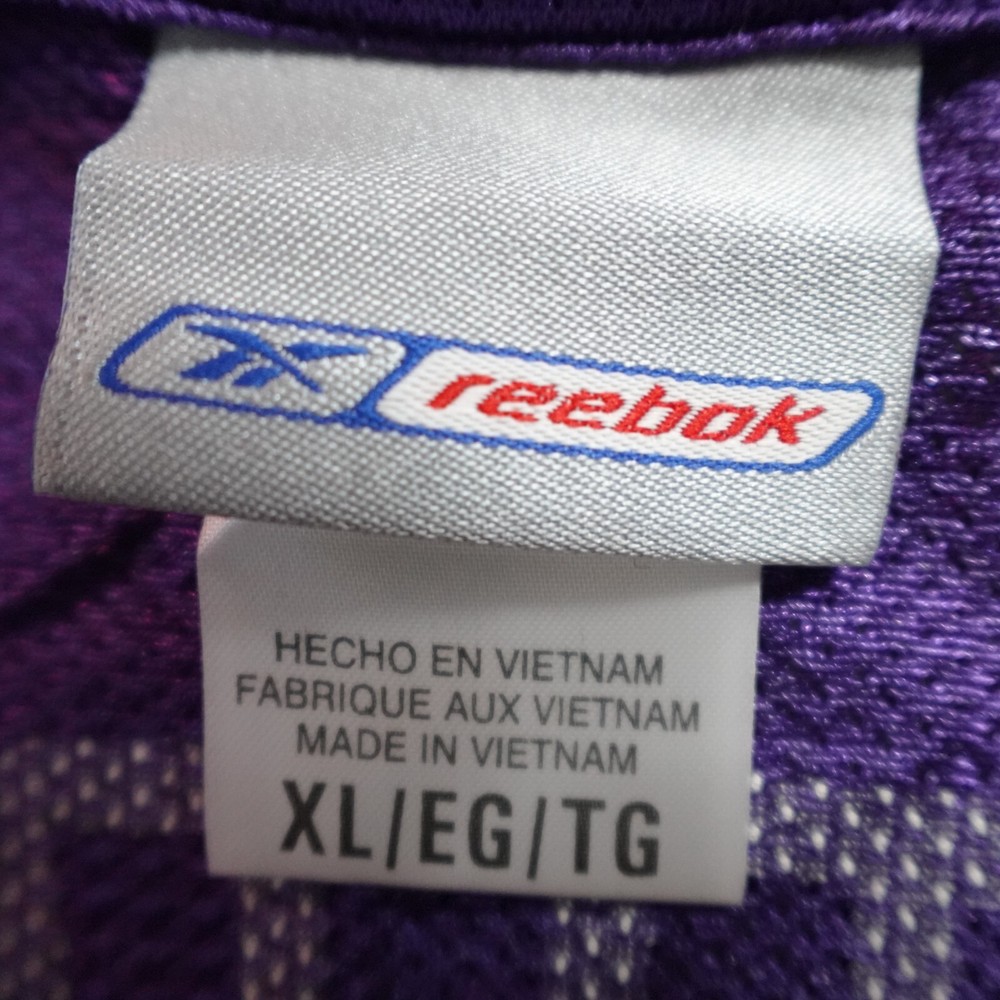 reebok
HECHO EN VIETNAM
FABRIQUE AUX VIETNAM
MADE IN VIETNAM
XL/EG/TG